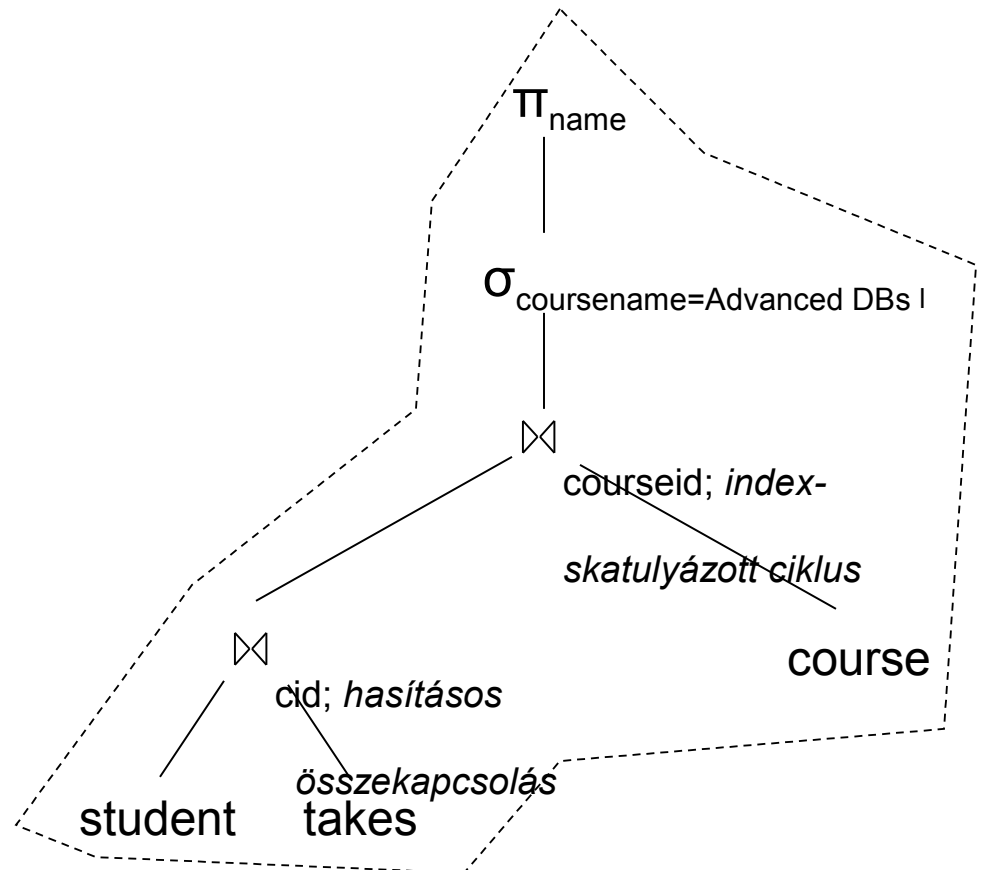 π name
σ coursename=Advanced DBs I
⋈
courseid; index-
skatulyázott ciklus
course
⋈
cid; hasításos
összekapcsolás
student takes